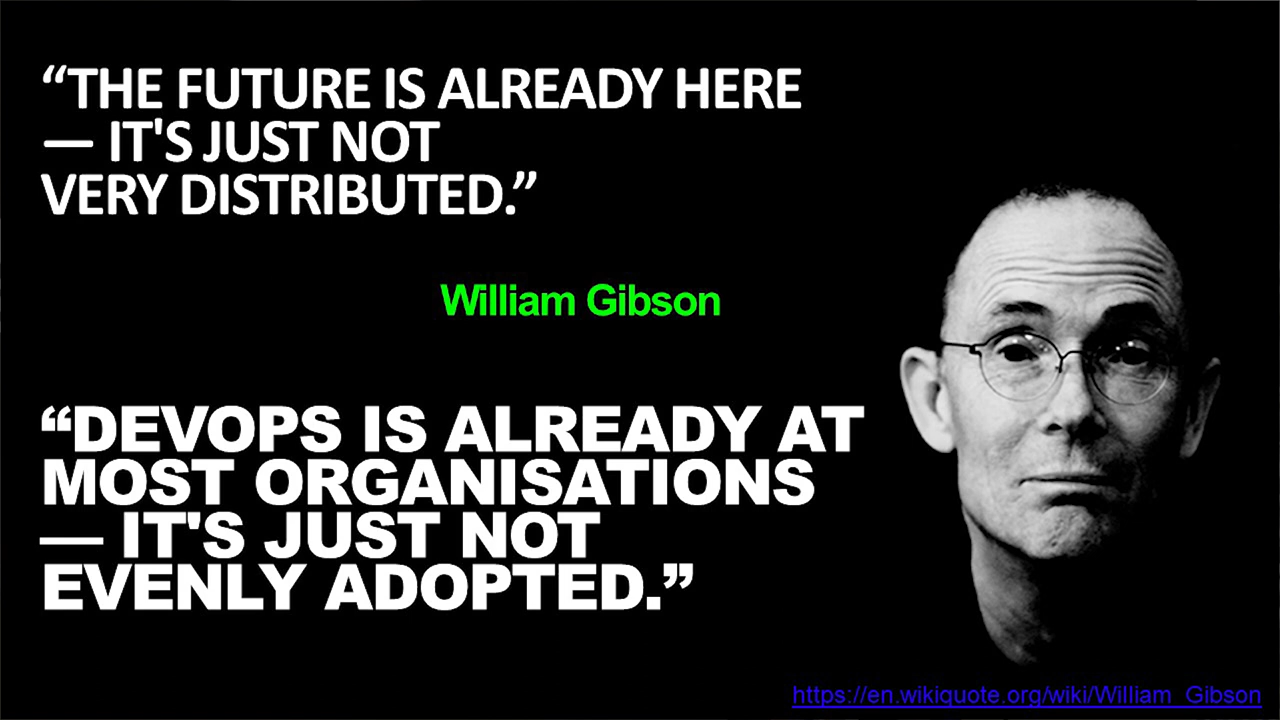 “THE FUTURE IS ALREADY HERE
— IT'S JUST NOT
VERY DISTRIBUTED.”
William Gibson
“DEVOPS IS ALREADY AT
MOST ORGANISATIONS
— IT'S JUST NOT
EVENLY ADOPTED.”
https://en.wikiquote.org/wiki/William_Gibson